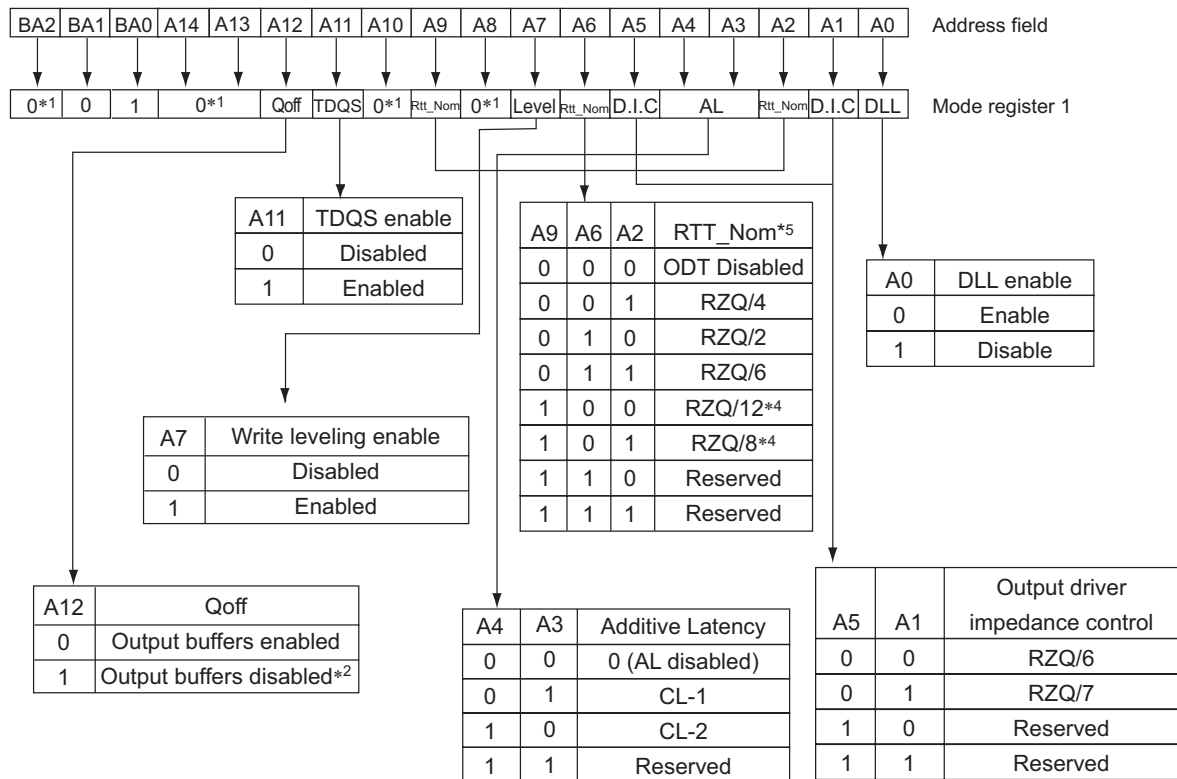 BA2 BA1 BA0 A14 A13 A12 A11 A10 A9 A8 A7 A6 A5 A4 A3 A2 A1 A0 Address field
0*1 0 1 0*1 Qoff TDQS 0*1 Rtt_Nom 0*1 Level Rtt_Nom D.I.C AL Rtt_Nom D.I.C DLL Mode register 1
A11 TDQS enable
0 Disabled
1 Enabled
A9 A6 A2 RTT_Nom*5
0 0 0 ODT Disabled
0 0 1 RZQ/4
0 1 0 RZQ/2
0 1 1 RZQ/6
1 0 0 RZQ/12*4
1 0 1 RZQ/8*4
1 1 0 Reserved
1 1 1 Reserved
A0 DLL enable
0 Enable
1 Disable
A7 Write leveling enable
0 Disabled
1 Enabled
A12 Qoff
0 Output buffers enabled
1 Output buffers disabled*2
A4 A3 Additive Latency
0 0 0 (AL disabled)
0 1 CL-1
1 0 CL-2
1 1 Reserved
Output driver
A5 A1 impedance control
0 0 RZQ/6
0 1 RZQ/7
1 0 Reserved
1 1 Reserved